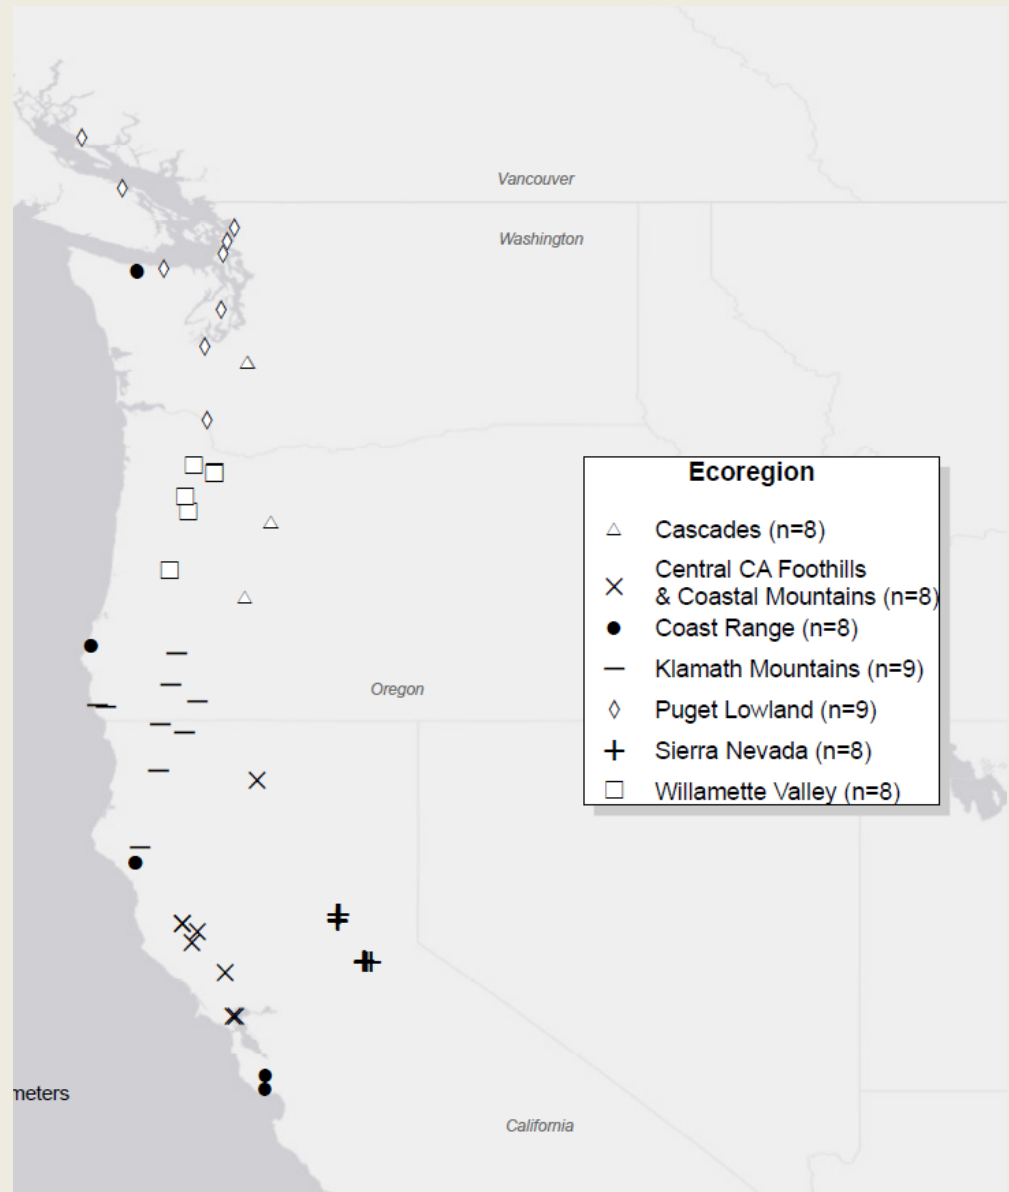 Vancouver
Washington
Ecoregion
Cascades (n=8)
Central CA Foothills
& Coastal Mountains (n=8)
Coast Range (n=8)
Klamath Mountains (n=9)
Oregon
Puget Lowland (n=9)
Sierra Nevada (n=8)
Willamette Valley (n=8)
meters
California